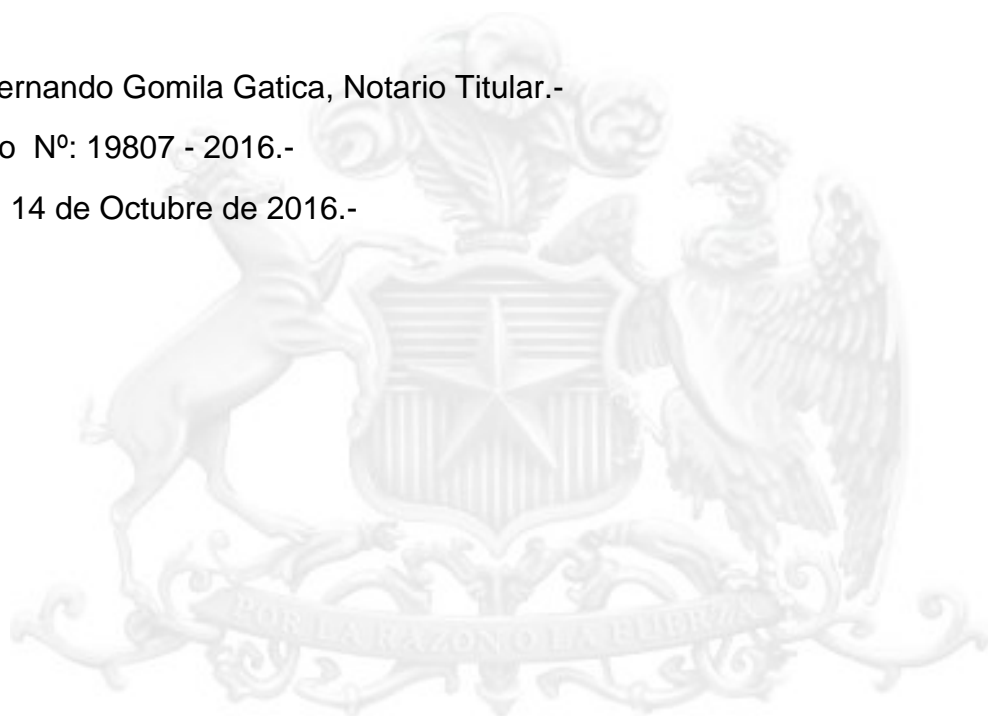 ernando Gomila Gatica, Notario Titular.-
o Nº: 19807 - 2016.-
14 de Octubre de 2016.-
POR LA RAZON O LA FUERZA